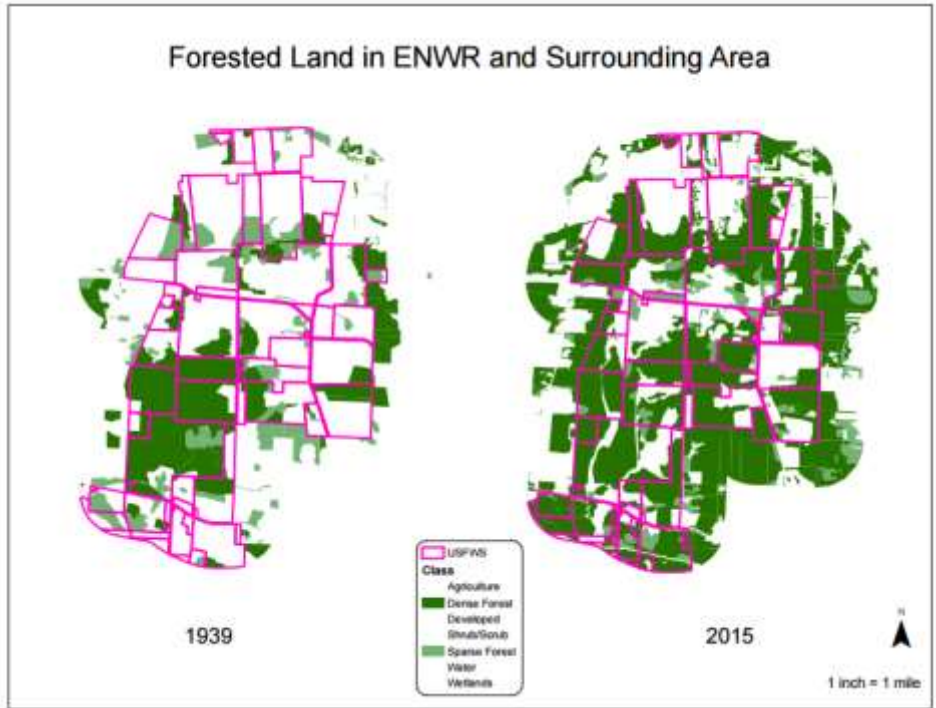 Forested Land in ENWR and Surrounding Area
USFWS
Class
Agriculture
Dense Forest
Developed
Shrub/Scrub
Sparse Forest
Water
Wetlands
1939
2015
N
1 inch = 1 mile